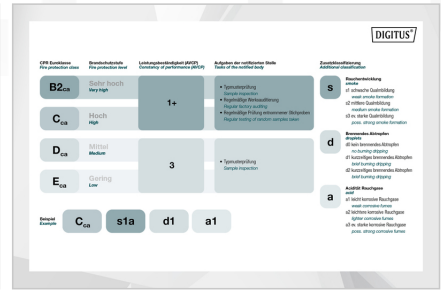 DIGITUS®
CPR Euroklasse
Fire protection class
Brandschutzstufe
Fire protection level
Leistungsbeständigkeit (AVCP)
Constancy of performance (AVCP)
Aufgaben der notifizierten Stelle
Tasks of the notified body
Zusatzklassifizierung
Additional classification
B2ca
Sehr hoch
Very high
1+
• Typmusterprüfung
Sample inspection
• Regelmäßige Werksauditierung
Regular factory auditing
• Regelmäßige Prüfung entnommener Stichproben
Regular testing of random samples taken
Cca
Hoch
High
Dca
Mittel
Medium
3
• Typmusterprüfung
Sample inspection
Eca
Gering
Low
s
Rauchentwicklung
smoke
s1 schwache Qualmbildung
weak smoke formation
s2 mittlere Qualmbildung
medium smoke formation
s3 ev. starke Qualmbildung
poss. strong smoke formation
d
Brennendes Abtropfen
droplets
d0 kein brennendes Abtropfen
no burning dripping
d1 kurzzeitiges brennendes Abtropfen
brief burning dripping
d2 kurzzeitiges brennendes Abtropfen
brief burning dripping
a
Acidität Rauchgase
acid
a1 leicht korrosive Rauchgase
weak corrosive fumes
a2 leichtere korrosive Rauchgase
lighter corrosive fumes
a3 ev. starke korrosive Rauchgase
poss. strong corrosive fumes
Beispiel
Example
Cca
s1a
d1
a1